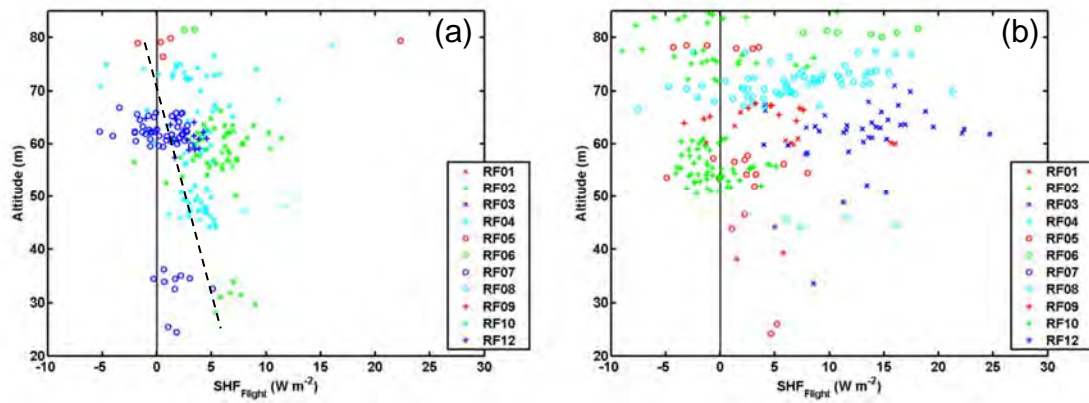 (a)
80
70
60
50
40
30
20
Altitude (m)
-10 -5 0 5 10 15 20 25 30
SHF_Flight (W m⁻²)
RF01
RF02
RF03
RF04
RF05
RF06
RF07
RF08
RF09
RF10
RF12
(b)
80
70
60
50
40
30
20
Altitude (m)
-10 -5 0 5 10 15 20 25 30
SHF_Flight (W m⁻²)
RF01
RF02
RF03
RF04
RF05
RF06
RF07
RF08
RF09
RF10
RF12